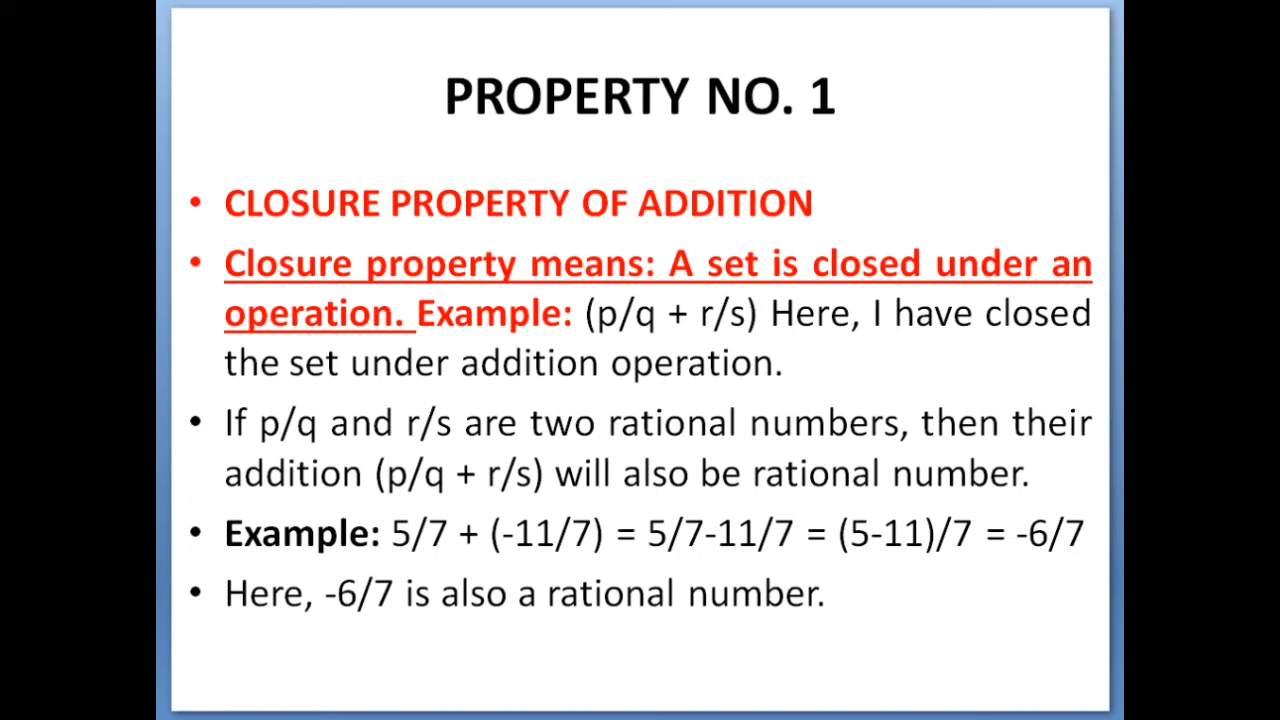 PROPERTY NO. 1
• CLOSURE PROPERTY OF ADDITION
• Closure property means: A set is closed under an
operation. Example: (p/q + r/s) Here, I have closed
the set under addition operation.
• If p/q and r/s are two rational numbers, then their
addition (p/q + r/s) will also be rational number.
• Example: 5/7 + (-11/7) = 5/7-11/7 = (5-11)/7 = -6/7
• Here, -6/7 is also a rational number.